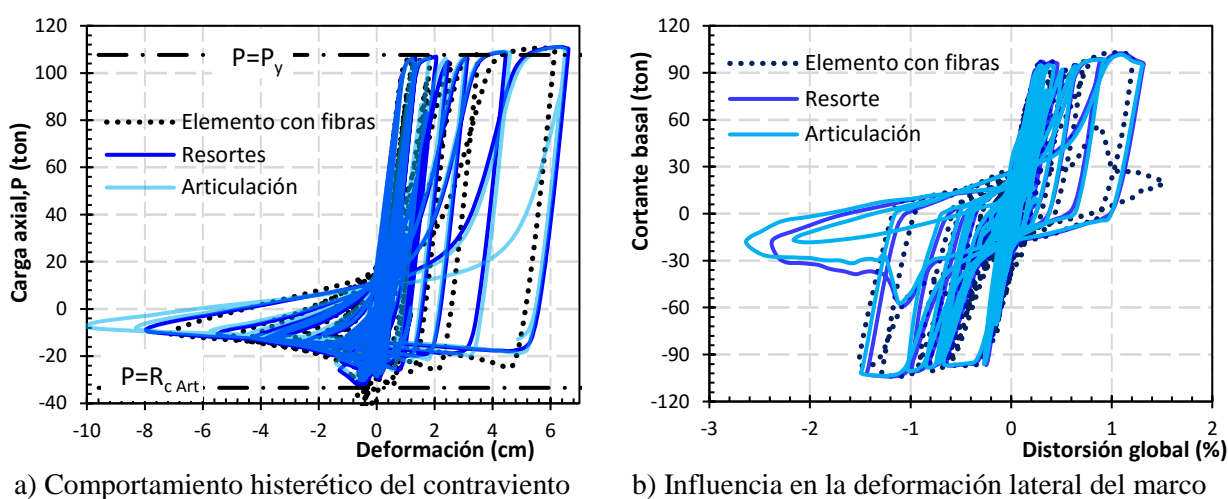 120
100
80
60
40
20
0
-20
-40
-10
-8
-6
-4
-2
0
2
4
6
Carga axial,P (ton)
Deformación (cm)
P=Py
Elemento con fibras
Resortes
Articulación
P=Rc Art
a) Comportamiento histerético del contraviento
120
90
60
30
0
-30
-60
-90
-120
-3
-2
-1
0
1
2
Cortante basal (ton)
Distorsión global (%)
Elemento con fibras
Resorte
Articulación
b) Influencia en la deformación lateral del marco